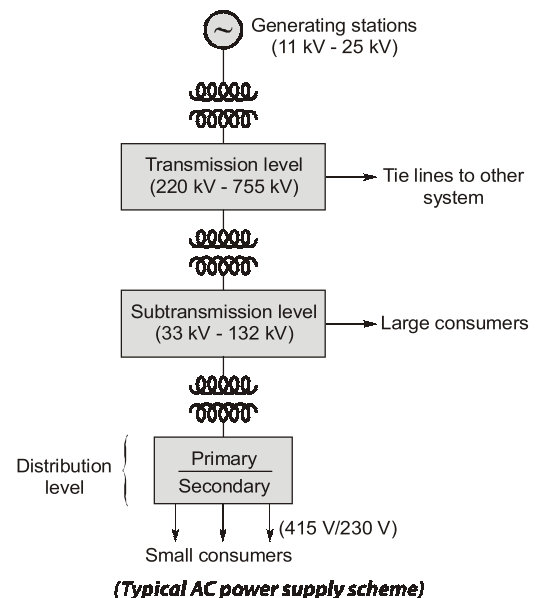 ~
Generating stations
(11 kV - 25 kV)
Transmission level
(220 kV - 755 kV)
Tie lines to other
system
Subtransmission level
(33 kV - 132 kV)
Large consumers
Distribution
level
Primary
Secondary
(415 V/230 V)
Small consumers
(Typical AC power supply scheme)